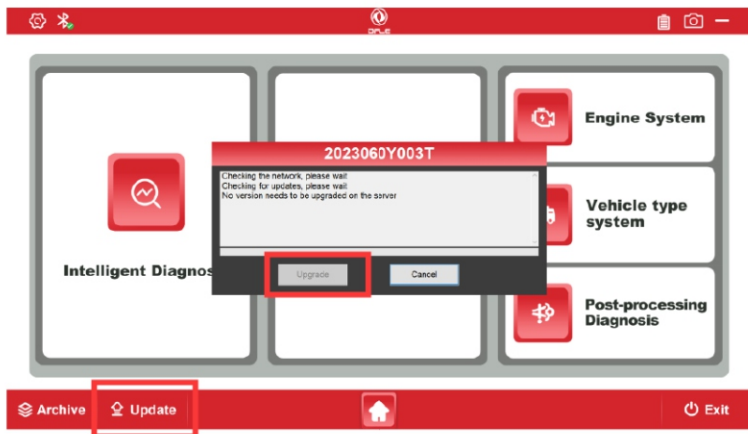 DFLE
Engine System
2023060Y003T
Checking the network, please wait
Checking for updates, please wait
No version needs to be upgraded on the server
Vehicle type
system
Intelligent Diagnos
Upgrade
Cancel
Post-processing
Diagnosis
Archive
Update
Exit